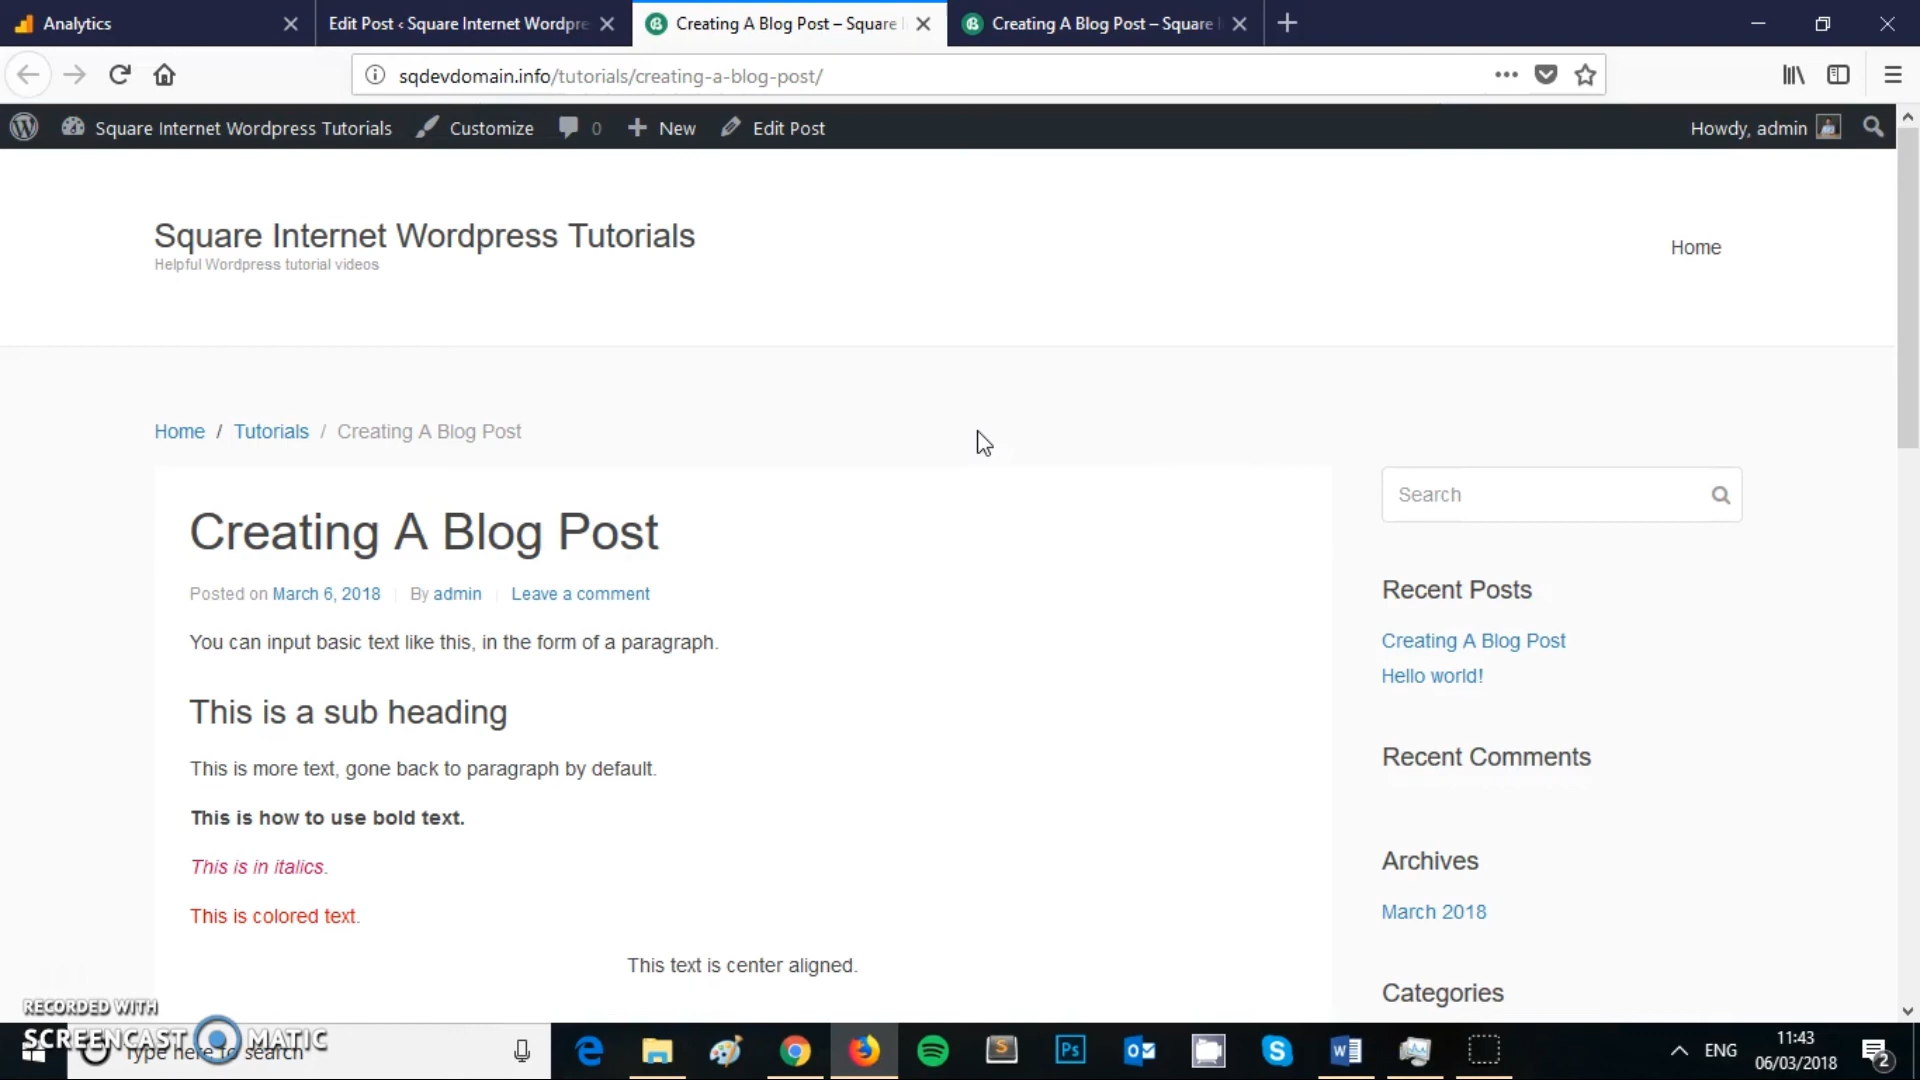 Analytics
Edit Post ‹ Square Internet Wordpre
Creating A Blog Post – Square
Creating A Blog Post – Square I
sqdevdomain.info/tutorials/creating-a-blog-post/
Square Internet Wordpress Tutorials
Customize
0
New
Edit Post
Howdy, admin
Square Internet Wordpress Tutorials
Helpful Wordpress tutorial videos
Home
Home / Tutorials / Creating A Blog Post
Creating A Blog Post
Posted on March 6, 2018
By admin
Leave a comment
You can input basic text like this, in the form of a paragraph.
This is a sub heading
This is more text, gone back to paragraph by default.
This is how to use bold text.
This is in italics.
This is colored text.
This text is center aligned.
Search
Recent Posts
Creating A Blog Post
Hello world!
Recent Comments
Archives
March 2018
Categories
RECORDED WITH
SCREENCAST MATIC
Type here to search
S
Ps
ENG
11:43
06/03/2018
2